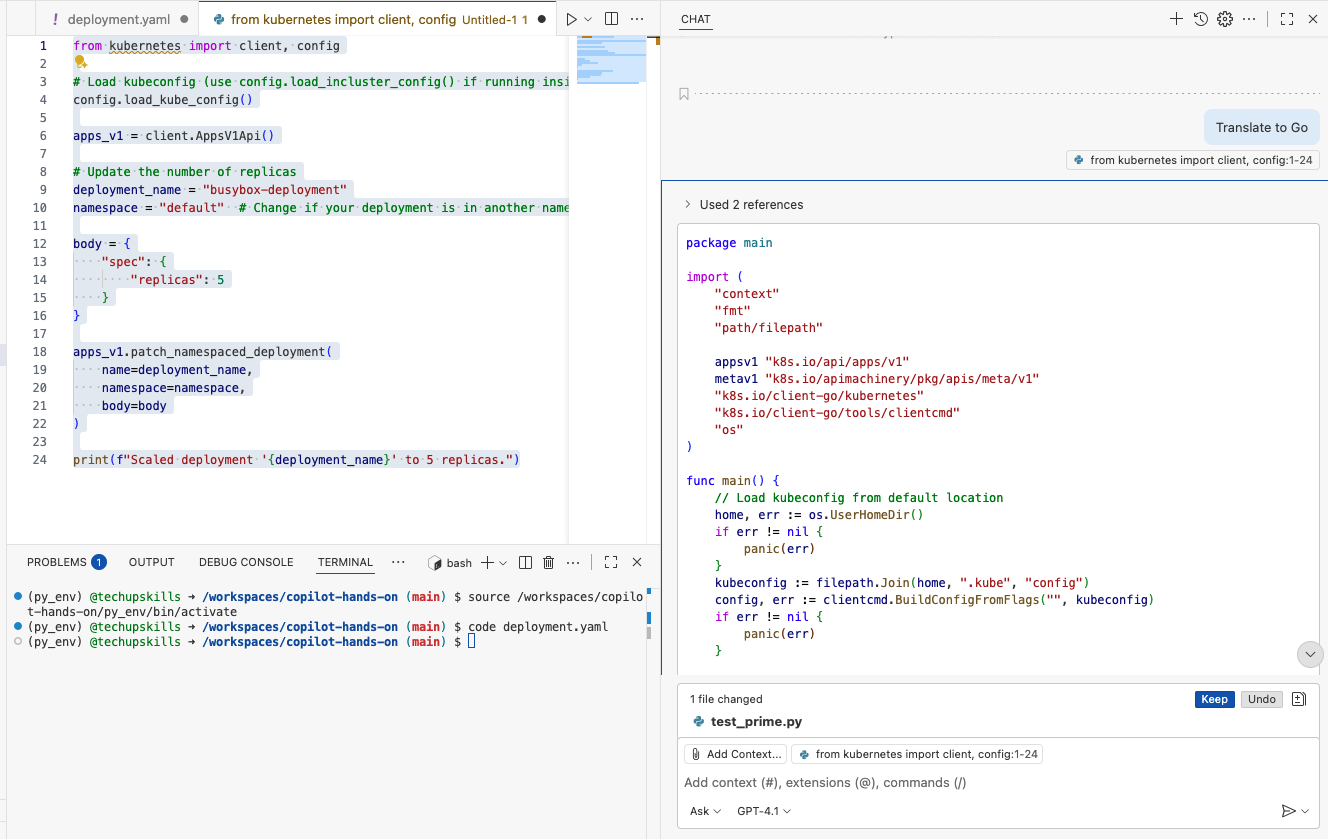 ! deployment.yaml
from kubernetes import client, config Untitled-1 1
1 from kubernetes import client, config
2
3 # Load kubeconfig (use config.load_incluster_config() if running insi
4 config.load_kube_config()
5
6 apps_v1 = client.AppsV1Api()
7
8 # Update the number of replicas
9 deployment_name = "busybox-deployment"
10 namespace = "default"  # Change if your deployment is in another name
11
12 body = {
13     "spec": {
14         "replicas": 5
15     }
16 }
17
18 apps_v1.patch_namespaced_deployment(
19     name=deployment_name,
20     namespace=namespace,
21     body=body
22 )
23
24 print(f"Scaled deployment '{deployment_name}' to 5 replicas.")
PROBLEMS 1 OUTPUT DEBUG CONSOLE TERMINAL ··· bash
(py_env) @techupskills → /workspaces/copilot-hands-on (main) $ source /workspaces/copilo
t-hands-on/py_env/bin/activate
(py_env) @techupskills → /workspaces/copilot-hands-on (main) $ code deployment.yaml
(py_env) @techupskills → /workspaces/copilot-hands-on (main) $
CHAT
Translate to Go
from kubernetes import client, config:1-24
Used 2 references
package main
import (
    "context"
    "fmt"
    "path/filepath"
    appsv1 "k8s.io/api/apps/v1"
    metav1 "k8s.io/apimachinery/pkg/apis/meta/v1"
    "k8s.io/client-go/kubernetes"
    "k8s.io/client-go/tools/clientcmd"
    "os"
)
func main() {
    // Load kubeconfig from default location
    home, err := os.UserHomeDir()
    if err != nil {
        panic(err)
    }
    kubeconfig := filepath.Join(home, ".kube", "config")
    config, err := clientcmd.BuildConfigFromFlags("", kubeconfig)
    if err != nil {
        panic(err)
    }
1 file changed Keep Undo
test_prime.py
Add Context... from kubernetes import client, config:1-24
Add context (#), extensions (@), commands (/)
Ask GPT-4.1